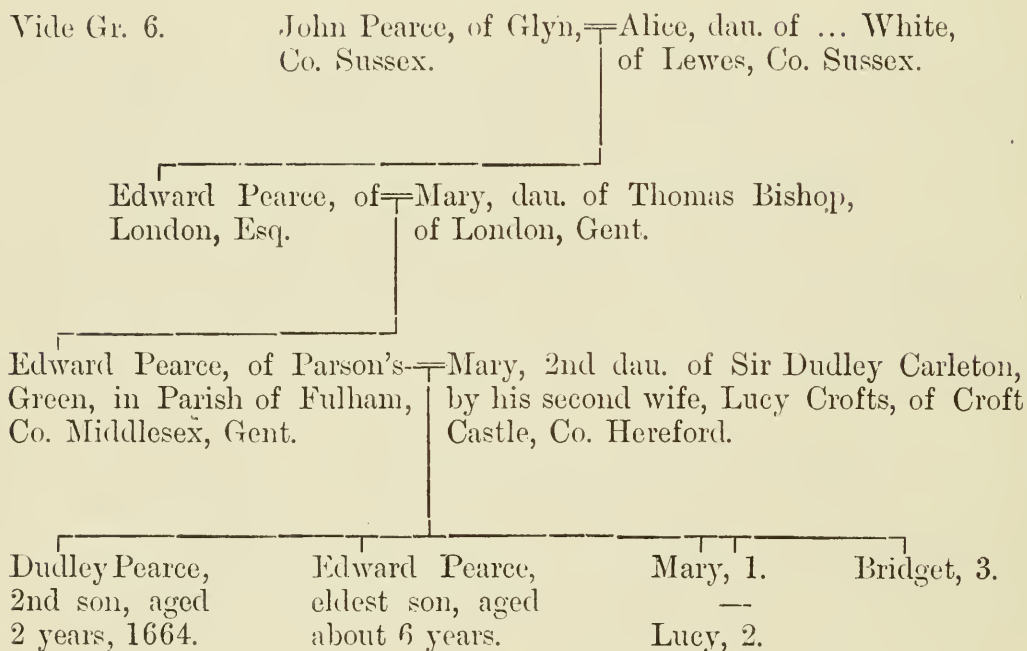 Vide Gr. 6.
John Pearce, of Glyn, Co. Sussex.
Alice, dau. of ... White,
of Lewes, Co. Sussex.
Edward Pearce, of
London, Esq.
Mary, dau. of Thomas Bishop,
of London, Gent.
Edward Pearce, of Parson's-
Green, in Parish of Fulham,
Co. Middlesex, Gent.
Mary, 2nd dau. of Sir Dudley Carleton,
by his second wife, Lucy Crofts, of Croft
Castle, Co. Hereford.
Dudley Pearce,
2nd son, aged
2 years, 1664.
Edward Pearce,
eldest son, aged
about 6 years.
Mary, 1.
—
Lucy, 2.
Bridget, 3.